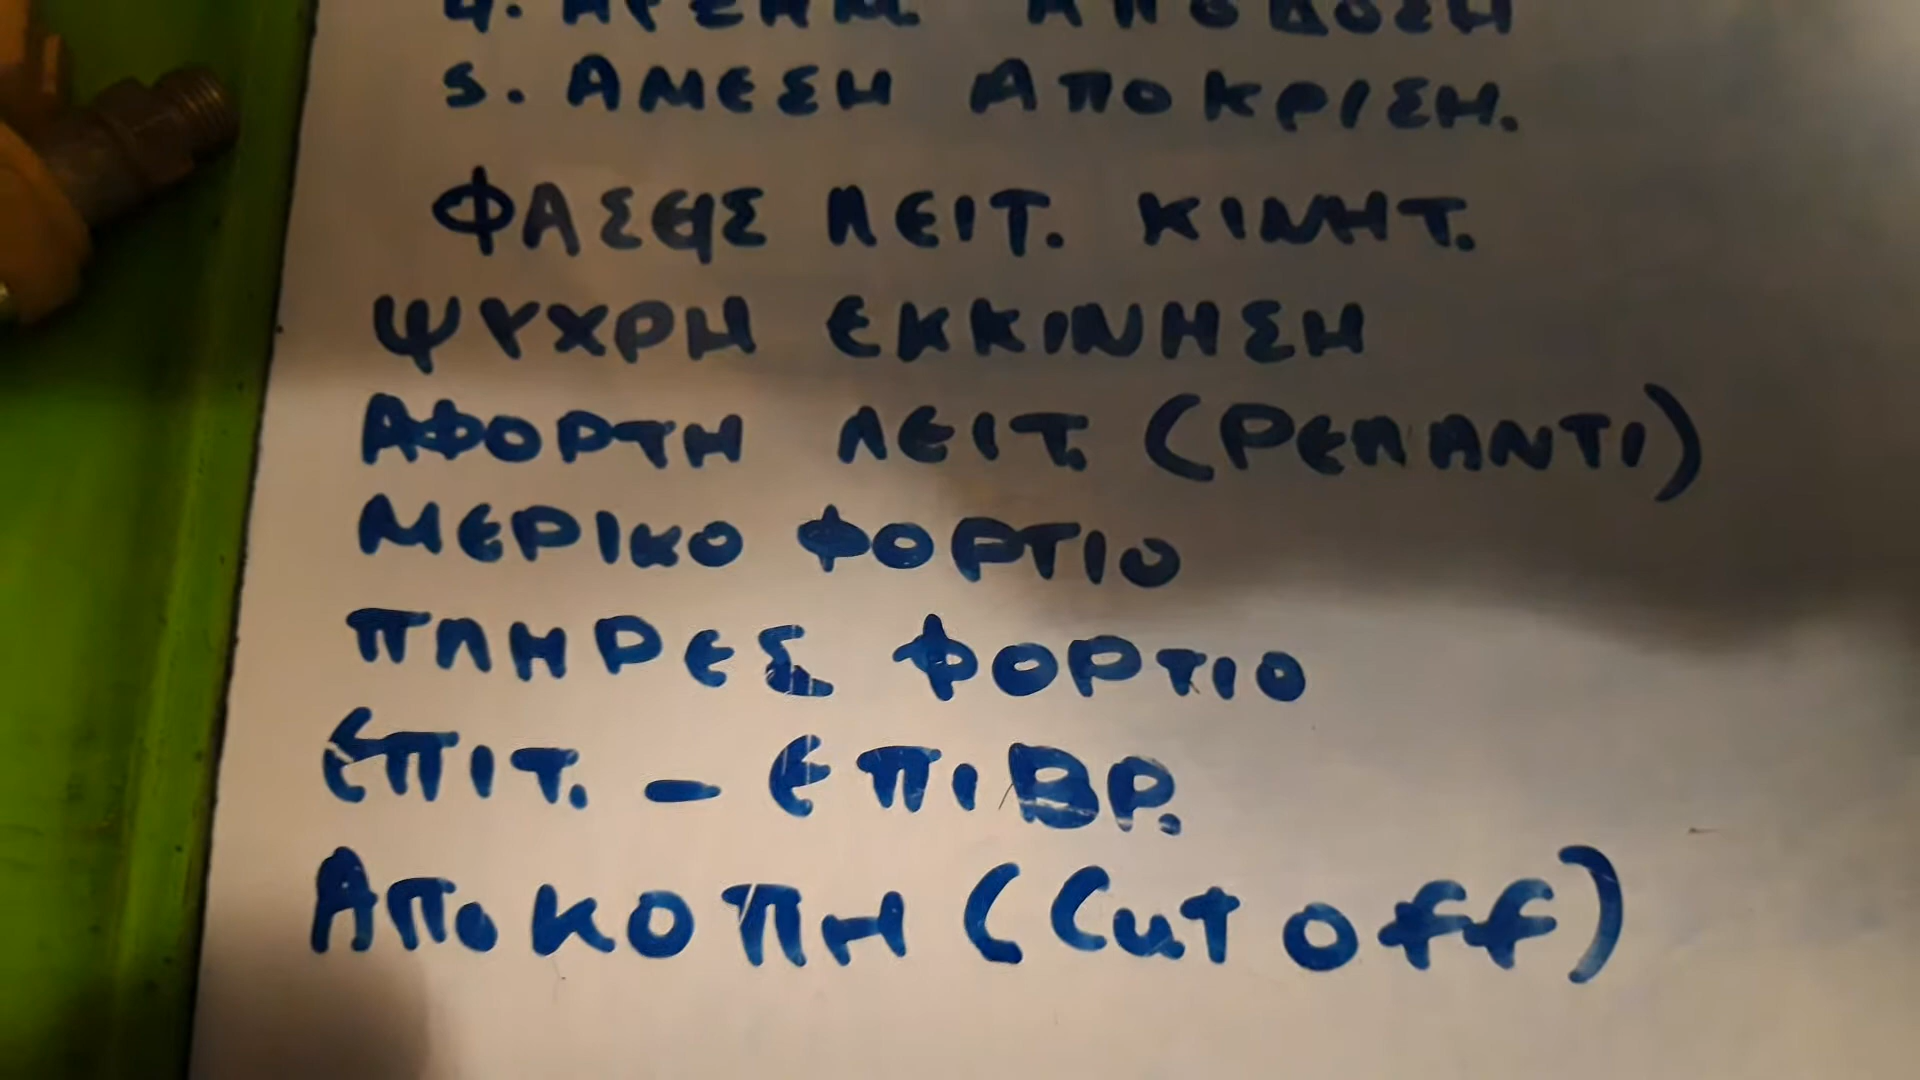 5. ΑΜΕΣΗ ΑΠΟΚΡΙΣΗ.
ΦΑΣΕΙΣ ΛΕΙΤ. ΚΙΝΗΤ.
ΨΥΧΡΗ ΕΚΚΙΝΗΣΗ
ΑΦΟΡΤΗ ΛΕΙΤ. (ΡΕΛΑΝΤΙ)
ΜΕΡΙΚΟ ΦΟΡΤΙΟ
ΠΛΗΡΕΣ ΦΟΡΤΙΟ
ΕΠΙΤ. - ΕΠΙΒΡ.
ΑΠΟΚΟΠΗ (Cut off)